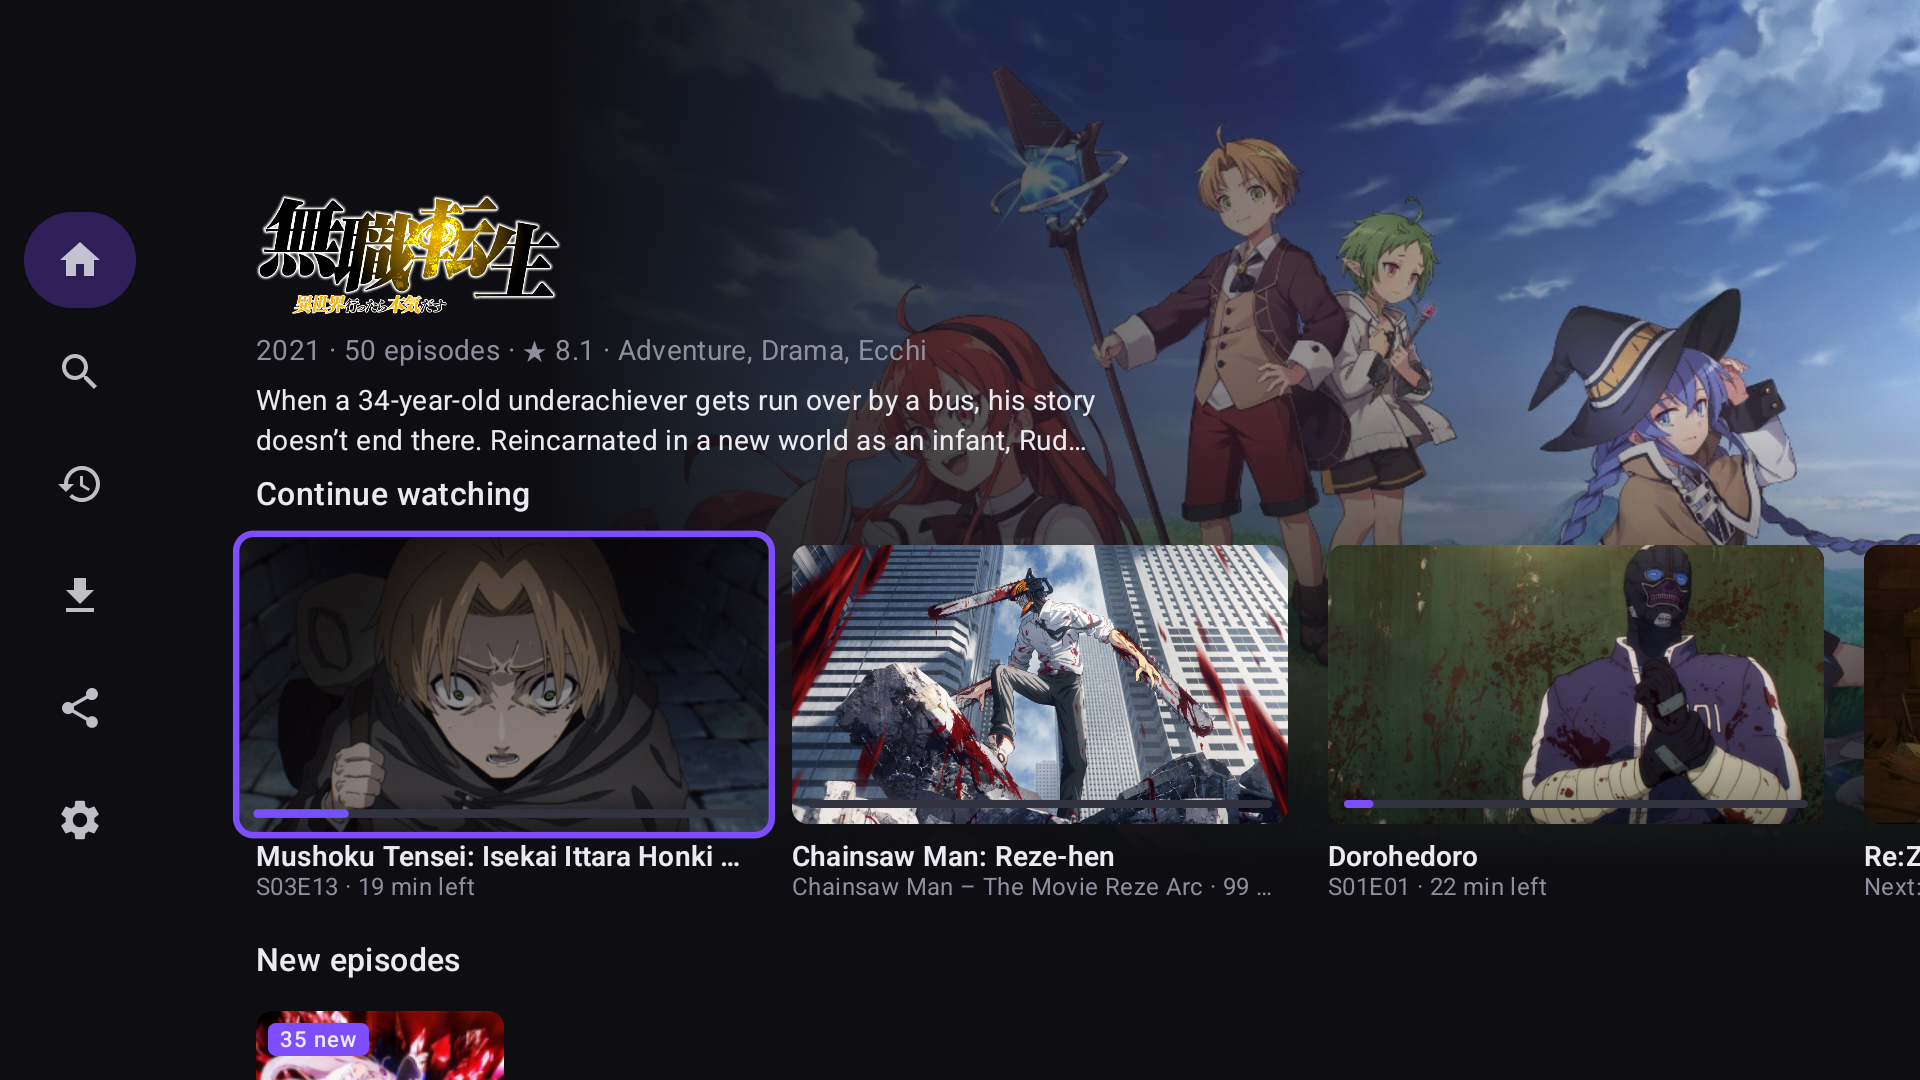 無職転生
異世界行ったら本気だす
2021 · 50 episodes · ★ 8.1 · Adventure, Drama, Ecchi
When a 34-year-old underachiever gets run over by a bus, his story
doesn’t end there. Reincarnated in a new world as an infant, Rud…
Continue watching
Mushoku Tensei: Isekai Ittara Honki …
S03E13 · 19 min left
Chainsaw Man: Reze-hen
Chainsaw Man – The Movie Reze Arc · 99 …
Dorohedoro
S01E01 · 22 min left
Re:Z
Next:
New episodes
35 new